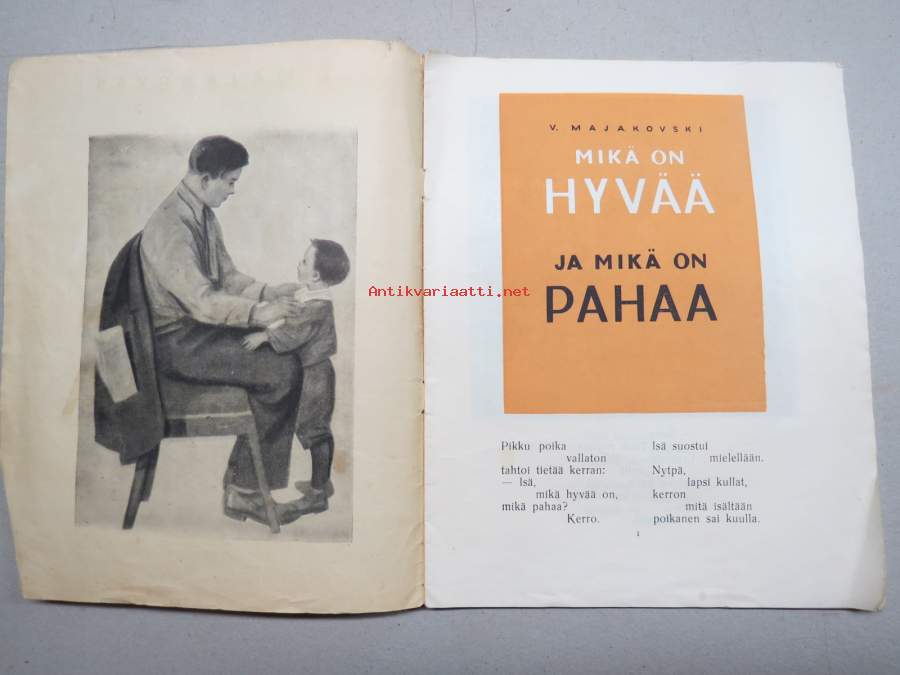 Antikvariaatti.net
V. MAJAKOVSKI
MIKÄ ON
HYVÄÄ
JA MIKÄ ON
PAHAA
Pikku poika
vallaton
tahtoi tietää kerran:
— Isä,
mikä hyvää on,
mikä pahaa?
Kerro.
Isä suostui
mielellään.
Nytpä,
lapsi kullat,
kerron
mitä isältään
poikanen sai kuulla.
1